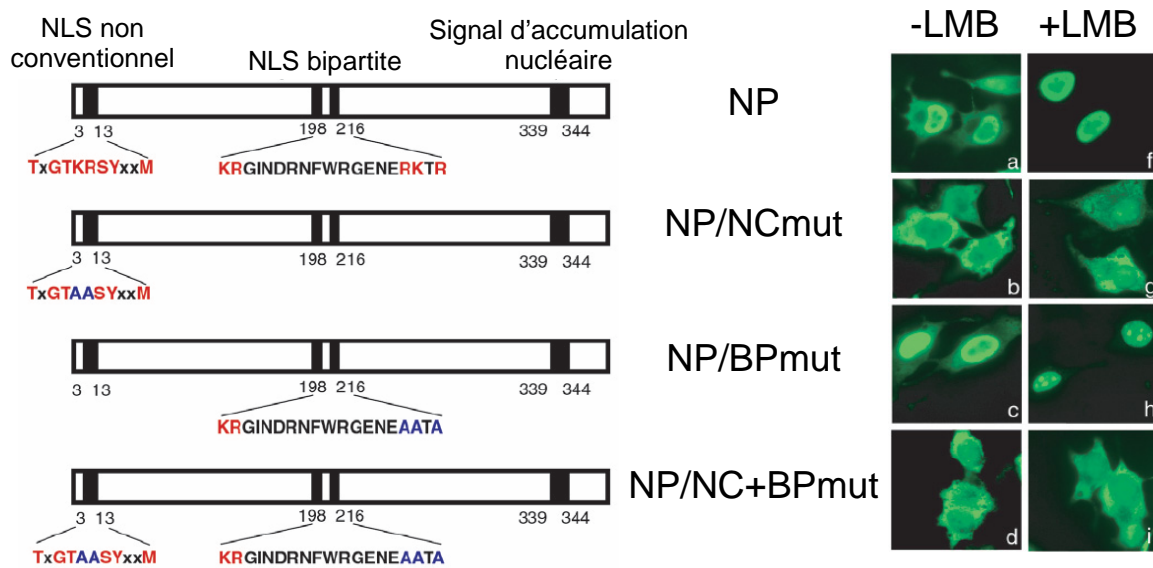 NLS non
conventionnel
NLS bipartite
Signal d’accumulation
nucléaire
-LMB +LMB
3 13 198 216 339 344
TxGTKRSYxxM KRGINDRNFWRGENERKTR
NP
a f
3 13 198 216 339 344
TxGTAASYxxM
NP/NCmut
b g
3 13 198 216 339 344
KRGINDRNFWRGENEAATA
NP/BPmut
c h
3 13 198 216 339 344
TxGTAASYxxM KRGINDRNFWRGENEAATA
NP/NC+BPmut
d i